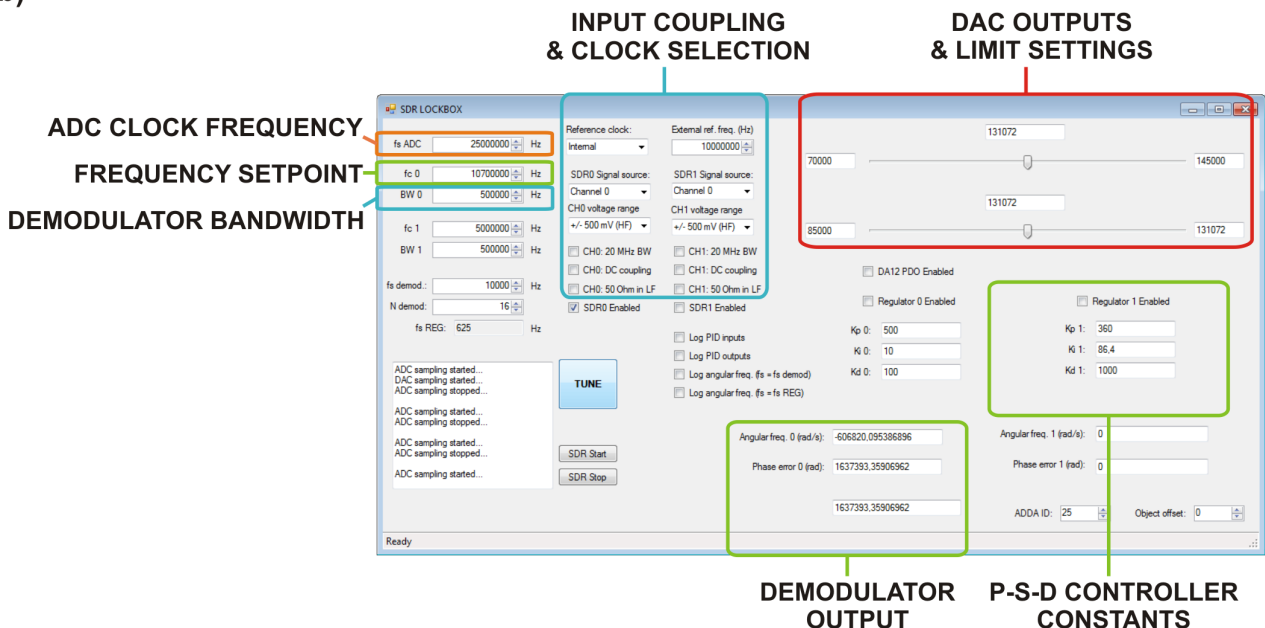 INPUT COUPLING
& CLOCK SELECTION
DAC OUTPUTS
& LIMIT SETTINGS
ADC CLOCK FREQUENCY
FREQUENCY SETPOINT
DEMODULATOR BANDWIDTH
SDR LOCKBOX
fs ADC 25000000 Hz
fc 0 10700000 Hz
BW 0 500000 Hz
fc 1 5000000 Hz
BW 1 500000 Hz
fs demod.: 10000 Hz
N demod: 16
fs REG: 625 Hz
Reference clock: External ref. freq. (Hz)
Internal 10000000
SDR0 Signal source: SDR1 Signal source:
Channel 0 Channel 0
CH0 voltage range CH1 voltage range
+/- 500 mV (HF) +/- 500 mV (HF)
CH0: 20 MHz BW CH1: 20 MHz BW
CH0: DC coupling CH1: DC coupling
CH0: 50 Ohm in LF CH1: 50 Ohm in LF
SDR0 Enabled SDR1 Enabled
Log PID inputs
Log PID outputs
Log angular freq. (fs = fs demod)
Log angular freq. (fs = fs REG)
131072
70000 145000
131072
85000 131072
DA12 PDO Enabled
Regulator 0 Enabled
Kp 0: 500
Ki 0: 10
Kd 0: 100
Regulator 1 Enabled
Kp 1: 360
Ki 1: 86,4
Kd 1: 1000
ADC sampling started...
DAC sampling started...
ADC sampling stopped...
ADC sampling started...
ADC sampling stopped...
ADC sampling started...
ADC sampling stopped...
ADC sampling started...
TUNE
SDR Start
SDR Stop
Angular freq. 0 (rad/s): -606820,095386896
Phase error 0 (rad): 1637393,35906962
1637393,35906962
Angular freq. 1 (rad/s): 0
Phase error 1 (rad): 0
ADDA ID: 25 Object offset: 0
Ready
DEMODULATOR
OUTPUT
P-S-D CONTROLLER
CONSTANTS